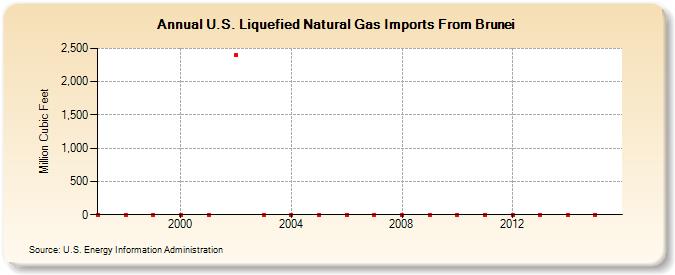 Annual U.S. Liquefied Natural Gas Imports From Brunei
Million Cubic Feet
2,500
2,000
1,500
1,000
500
0
2000 2004 2008 2012
Source: U.S. Energy Information Administration